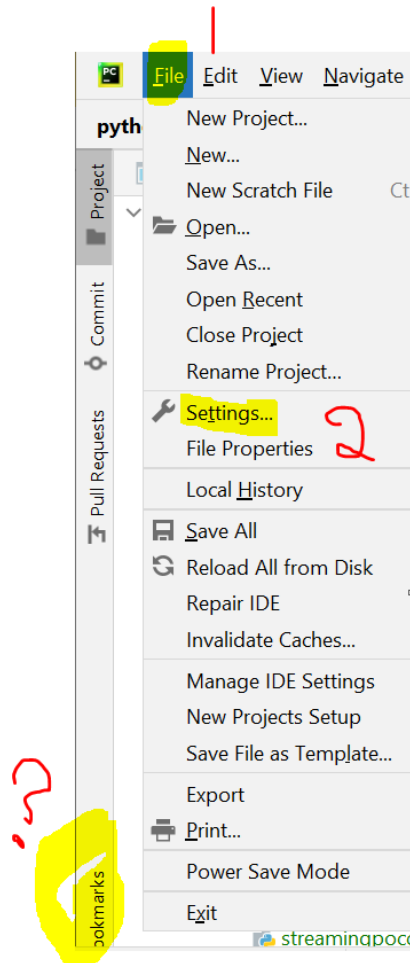 1
PC
File Edit View Navigate
pyth
New Project...
New...
New Scratch File Ct
Open...
Save As...
Open Recent
Close Project
Rename Project...
Settings...
2
File Properties
Local History
Save All
Reload All from Disk
Repair IDE
Invalidate Caches...
Manage IDE Settings
New Projects Setup
Save File as Template...
Export
Print...
Power Save Mode
Exit
streamingpoc
Project
Commit
Pull Requests
ookmarks
?